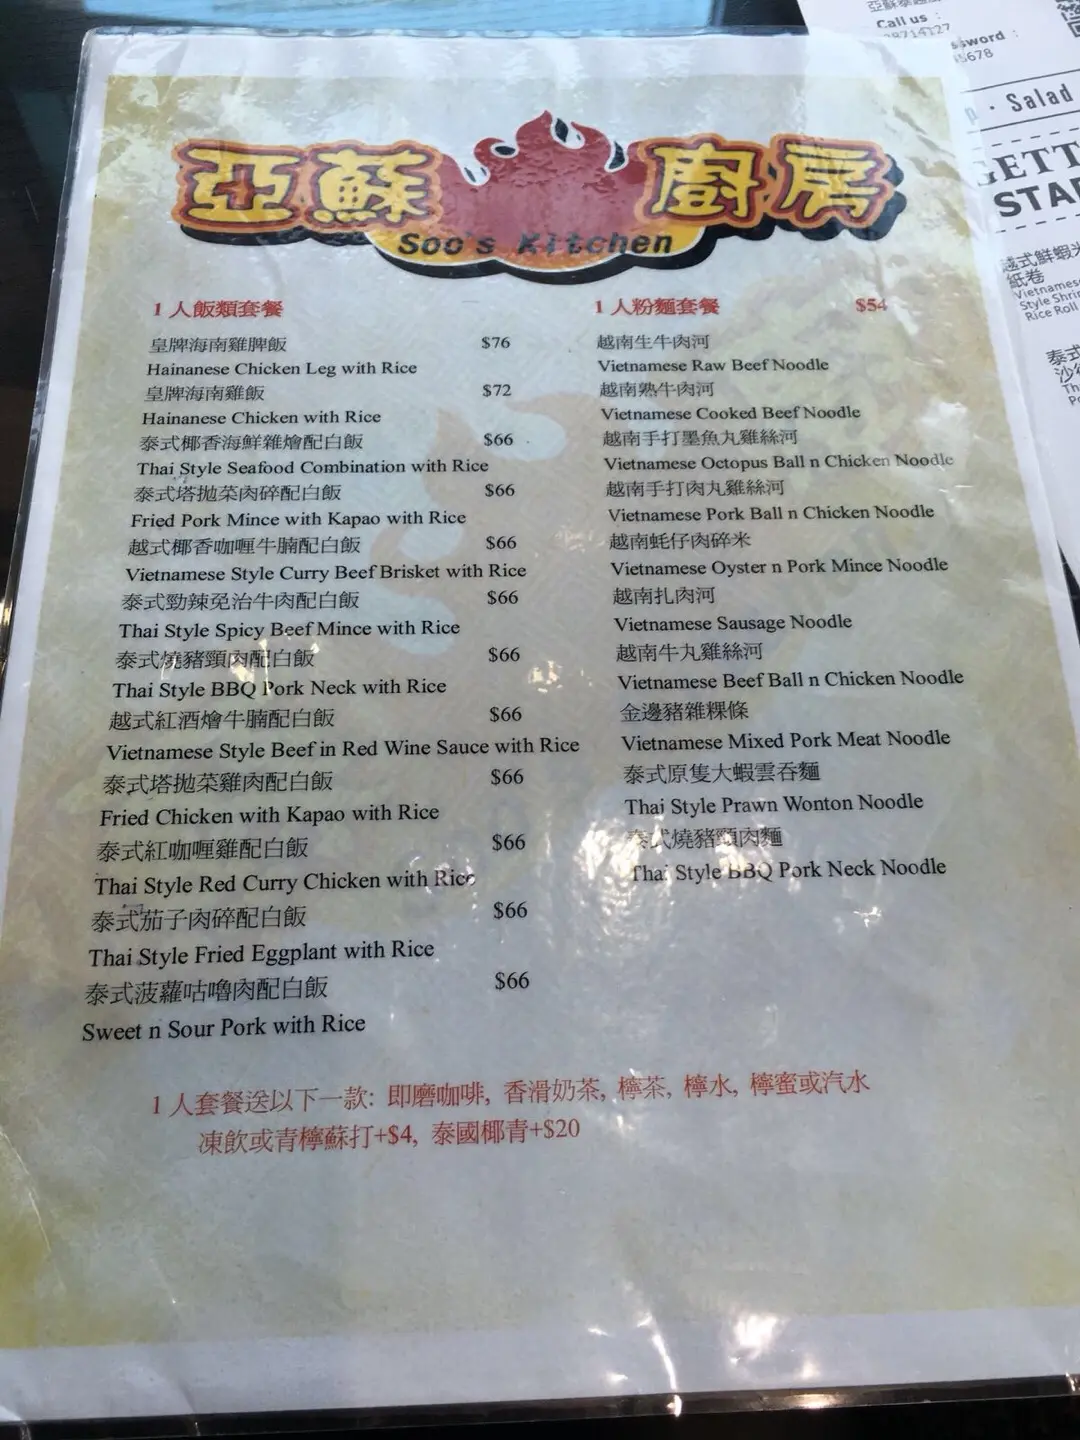 亞蘇廚房
Soo's Kitchen
1 人飯類套餐
皇牌海南雞脾飯 $76
Hainanese Chicken Leg with Rice
皇牌海南雞飯 $72
Hainanese Chicken with Rice
泰式椰香海鮮雜燴配白飯 $66
Thai Style Seafood Combination with Rice
泰式塔拋菜肉碎配白飯 $66
Fried Pork Mince with Kapao with Rice
越式椰香咖喱牛腩配白飯 $66
Vietnamese Style Curry Beef Brisket with Rice
泰式勁辣免治牛肉配白飯 $66
Thai Style Spicy Beef Mince with Rice
泰式燒豬頸肉配白飯 $66
Thai Style BBQ Pork Neck with Rice
越式紅酒燴牛腩配白飯 $66
Vietnamese Style Beef in Red Wine Sauce with Rice
泰式塔拋菜雞肉配白飯 $66
Fried Chicken with Kapao with Rice
泰式紅咖喱雞配白飯 $66
Thai Style Red Curry Chicken with Rice
泰式茄子肉碎配白飯 $66
Thai Style Fried Eggplant with Rice
泰式菠蘿咕嚕肉配白飯 $66
Sweet n Sour Pork with Rice
1 人粉麵套餐 $54
越南生牛肉河
Vietnamese Raw Beef Noodle
越南熟牛肉河
Vietnamese Cooked Beef Noodle
越南手打墨魚丸雞絲河
Vietnamese Octopus Ball n Chicken Noodle
越南手打肉丸雞絲河
Vietnamese Pork Ball n Chicken Noodle
越南蚝仔肉碎米
Vietnamese Oyster n Pork Mince Noodle
越南扎肉河
Vietnamese Sausage Noodle
越南牛丸雞絲河
Vietnamese Beef Ball n Chicken Noodle
金邊豬雜粿條
Vietnamese Mixed Pork Meat Noodle
泰式原隻大蝦雲吞麵
Thai Style Prawn Wonton Noodle
泰式燒豬頸肉麵
Thai Style BBQ Pork Neck Noodle
1 人套餐送以下一款: 即磨咖啡, 香滑奶茶, 檸茶, 檸水, 檸蜜或汽水
凍飲或青檸蘇打+$4, 泰國椰青+$20
Call us :
· Salad
越式鮮蝦米
紙卷
Vietnamese
Style
Rice Roll
泰式